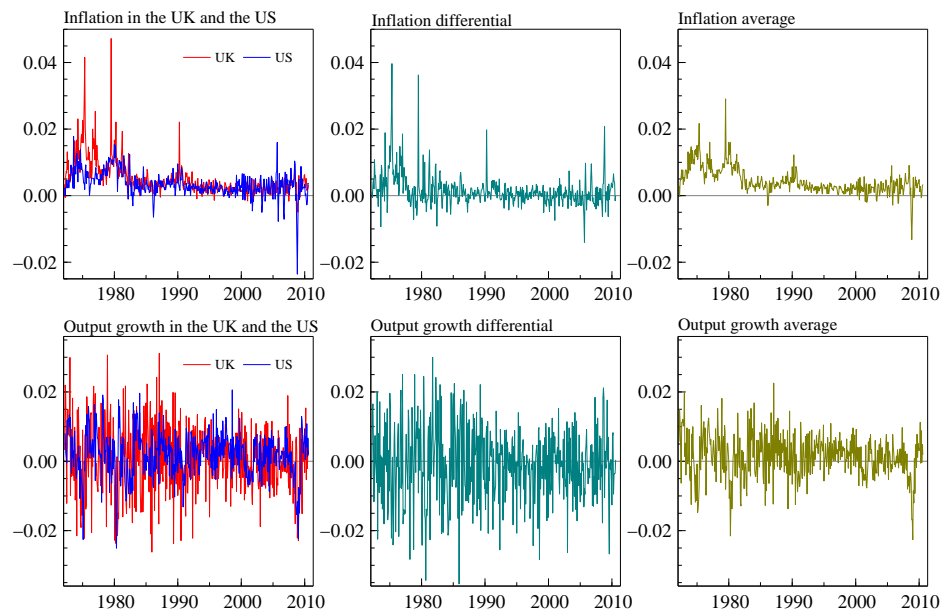 Inflation in the UK and the US
UK US
0.04
0.02
0.00
−0.02
1980 1990 2000 2010
Inflation differential
0.04
0.02
0.00
−0.02
1980 1990 2000 2010
Inflation average
0.04
0.02
0.00
−0.02
1980 1990 2000 2010
Output growth in the UK and the US
UK US
0.02
0.00
−0.02
1980 1990 2000 2010
Output growth differential
0.02
0.00
−0.02
1980 1990 2000 2010
Output growth average
0.02
0.00
−0.02
1980 1990 2000 2010